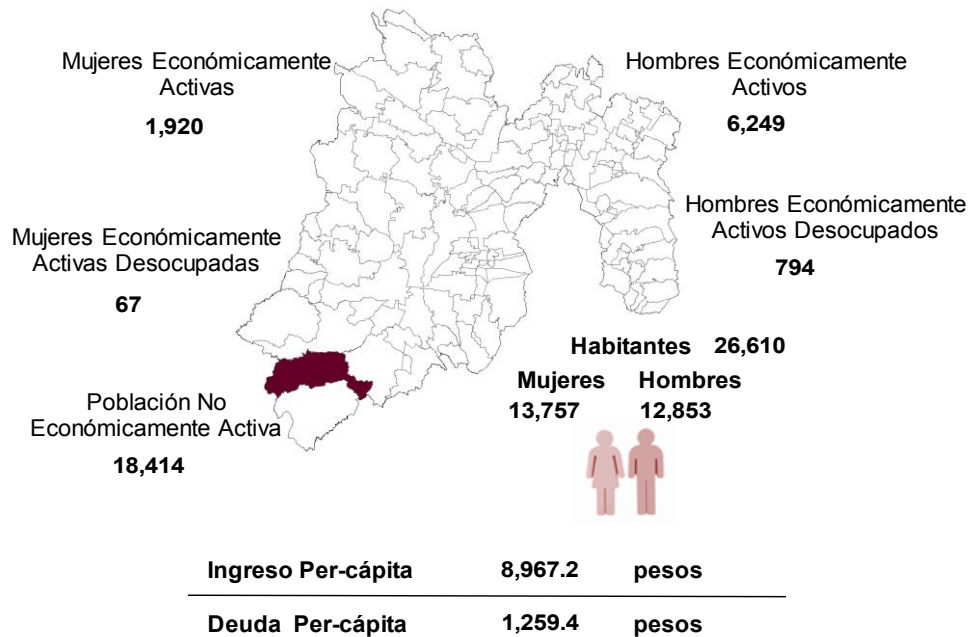 Mujeres Económicamente
Activas
1,920
Hombres Económicamente
Activos
6,249
Mujeres Económicamente
Activas Desocupadas
67
Hombres Económicamente
Activos Desocupados
794
Población No
Económicamente Activa
18,414
Habitantes 26,610
Mujeres Hombres
13,757 12,853
Ingreso Per-cápita 8,967.2 pesos
Deuda Per-cápita 1,259.4 pesos